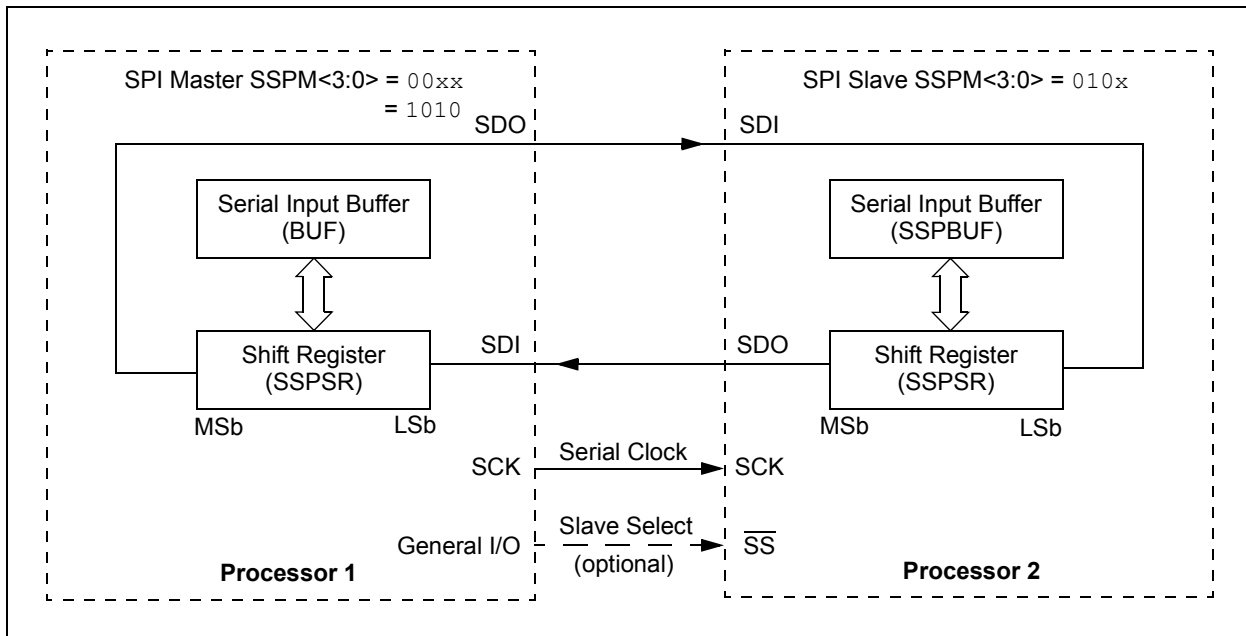 SPI Master SSPM<3:0> = 00xx
= 1010
SPI Slave SSPM<3:0> = 010x
SDO
SDI
Serial Input Buffer
(BUF)
Serial Input Buffer
(SSPBUF)
SDI
SDO
Shift Register
(SSPSR)
Shift Register
(SSPSR)
MSb
LSb
MSb
LSb
SCK
Serial Clock
SCK
General I/O
Slave Select
(optional)
S̅S̅
Processor 1
Processor 2